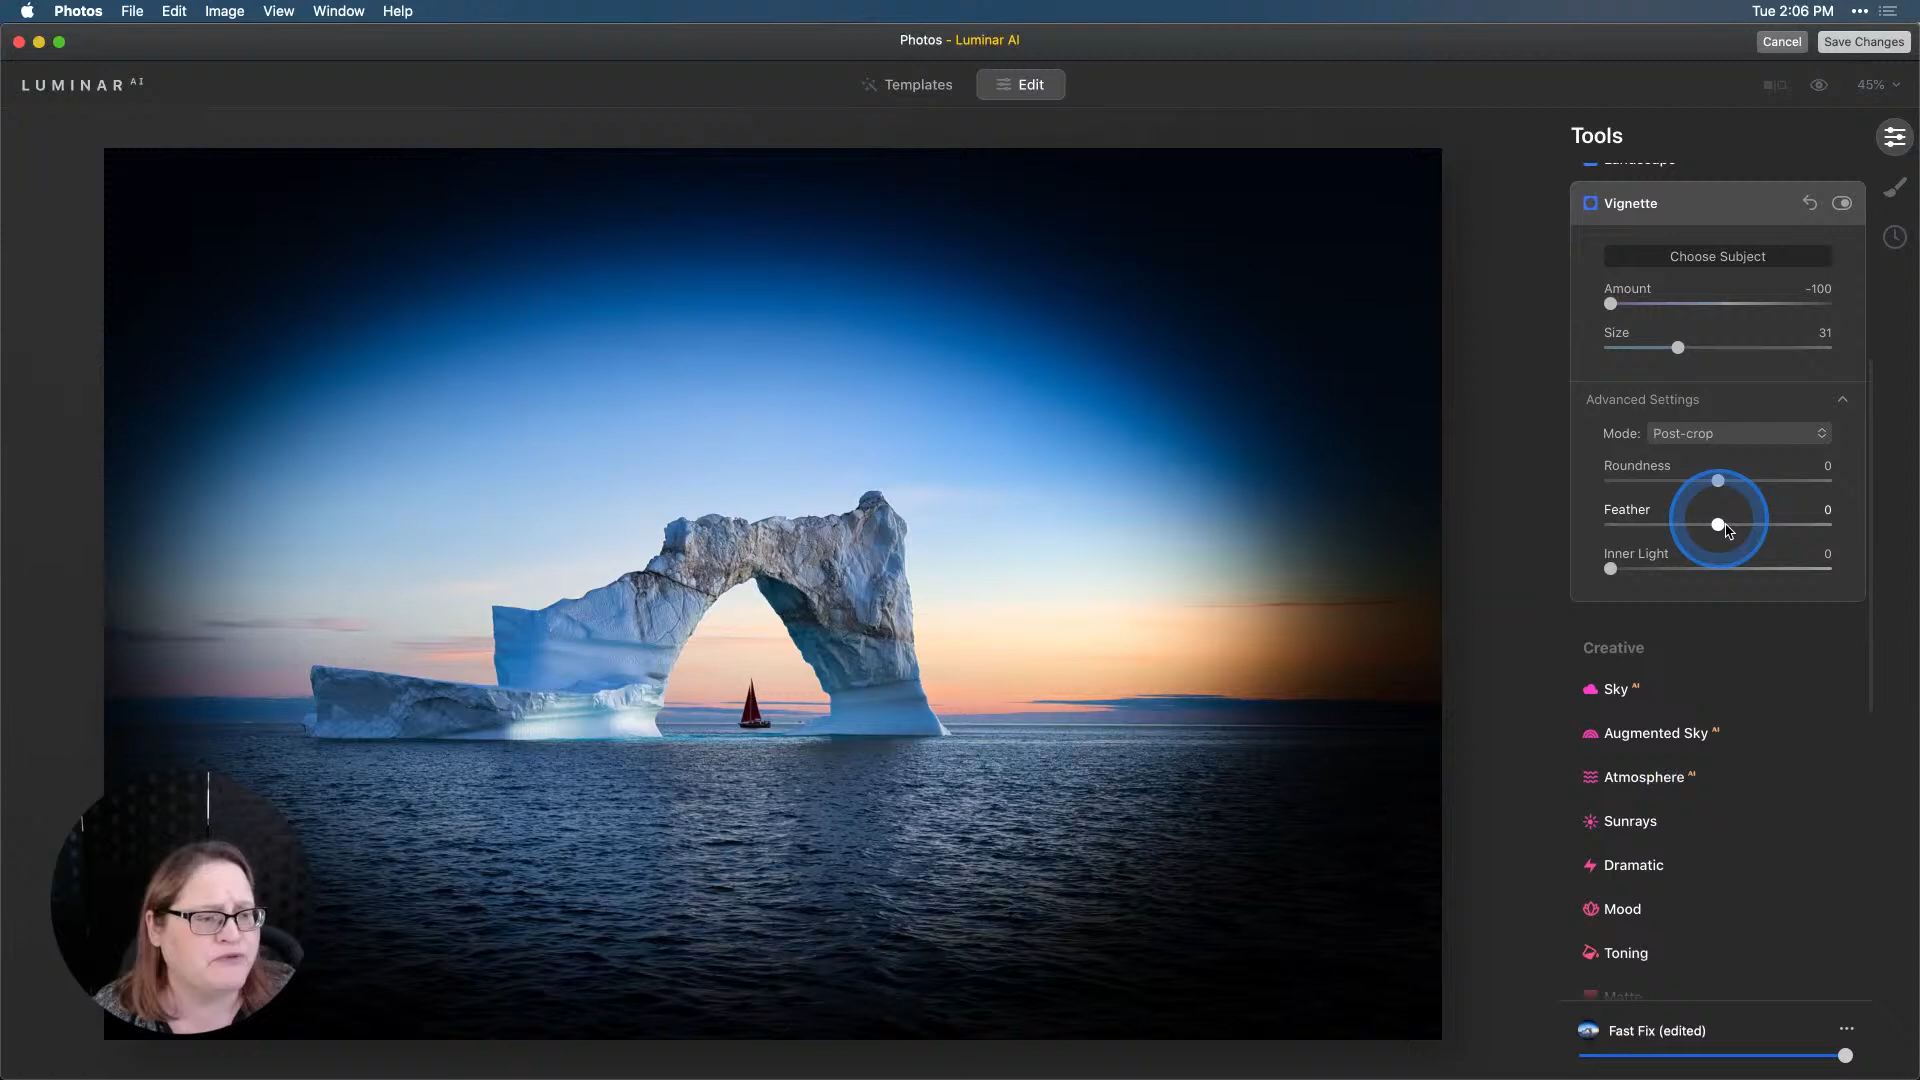 Photos File Edit Image View Window Help Tue 2:06 PM
Photos - Luminar AI Cancel Save Changes
LUMINAR AI Templates Edit 45%
Tools
Landscape
Vignette
Choose Subject
Amount -100
Size 31
Advanced Settings
Mode: Post-crop
Roundness 0
Feather 0
Inner Light 0
Creative
Sky AI
Augmented Sky AI
Atmosphere AI
Sunrays
Dramatic
Mood
Toning
Matte
Fast Fix (edited)